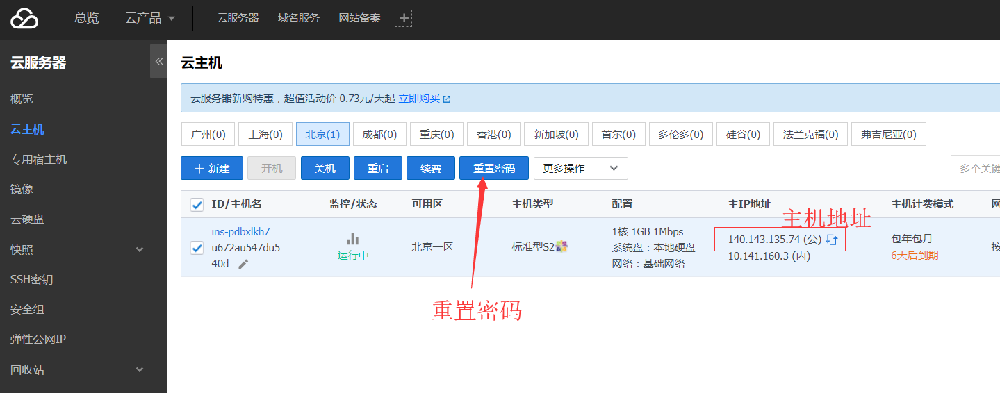 总览 云产品 云服务器 域名服务 网站备案
云服务器
概览
云主机
专用宿主机
镜像
云硬盘
快照
SSH密钥
安全组
弹性公网IP
回收站
云主机
云服务器新购特惠，超值活动价 0.73元/天起 立即购买
广州(0) 上海(0) 北京(1) 成都(0) 重庆(0) 香港(0) 新加坡(0) 首尔(0) 多伦多(0) 硅谷(0) 法兰克福(0) 弗吉尼亚(0)
新建 开机 关机 重启 续费 重置密码 更多操作 多个关键
ID/主机名 监控/状态 可用区 主机类型 配置 主IP地址 主机计费模式
主机地址
ins-pdbxlkh7
u672au547du5
40d
运行中
北京一区
标准型S2
1核 1GB 1Mbps
系统盘：本地硬盘
网络：基础网络
140.143.135.74 (公)
10.141.160.3 (内)
包年包月
6天后到期
按
重置密码